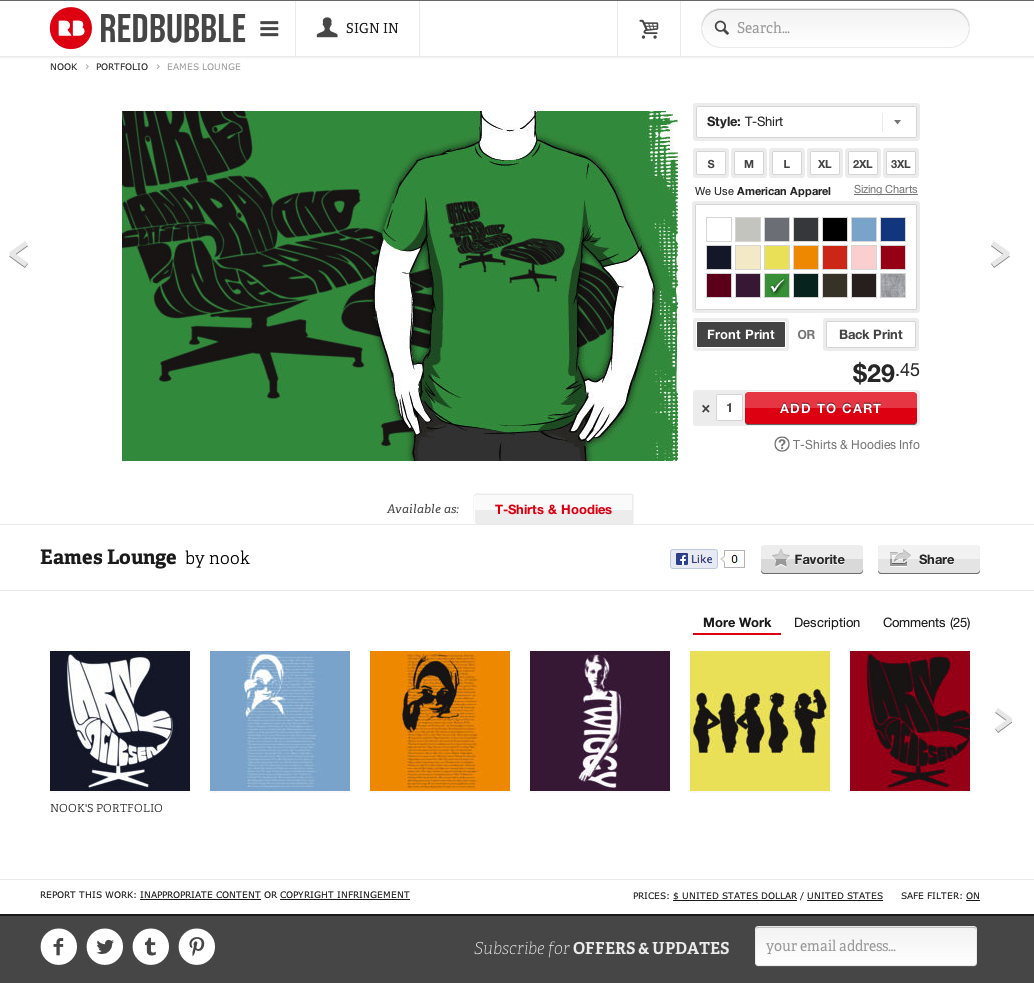 RB REDBUBBLE
SIGN IN
Search...
NOOK › PORTFOLIO › EAMES LOUNGE
Style: T-Shirt
S M L XL 2XL 3XL
We Use American Apparel Sizing Charts
Front Print OR Back Print
$29.45
× 1 ADD TO CART
? T-Shirts & Hoodies Info
Available as: T-Shirts & Hoodies
Eames Lounge by nook
Like 0 Favorite Share
More Work Description Comments (25)
TWIGGY
NOOK'S PORTFOLIO
REPORT THIS WORK: INAPPROPRIATE CONTENT OR COPYRIGHT INFRINGEMENT
PRICES: $ UNITED STATES DOLLAR / UNITED STATES SAFE FILTER: ON
Subscribe for OFFERS & UPDATES your email address...